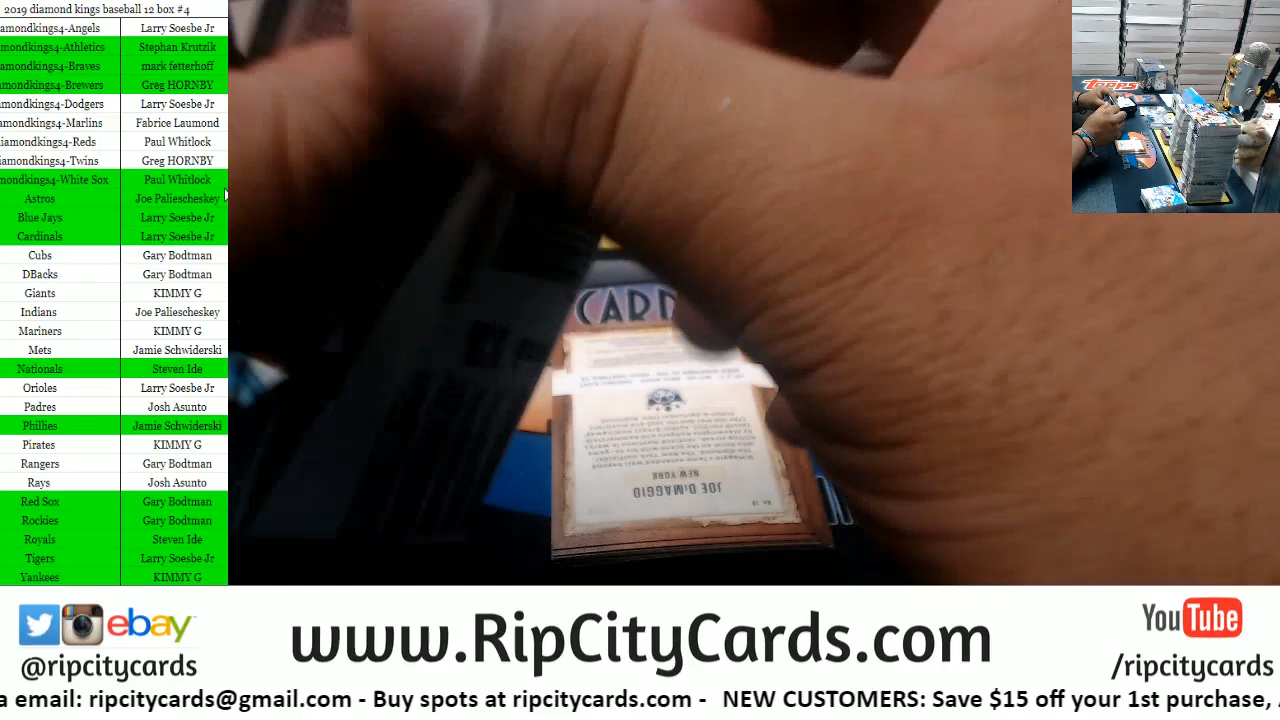 2019 diamond kings baseball 12 box #4
amondkings4-Angels Larry Soesbe Jr
mondkings4-Athletics Stephan Krutzik
amondkings4-Braves mark fetterhoff
amondkings4-Brewers Greg HORNBY
amondkings4-Dodgers Larry Soesbe Jr
amondkings4-Marlins Fabrice Laumond
iamondkings4-Reds Paul Whitlock
iamondkings4-Twins Greg HORNBY
mondkings4-White Sox Paul Whitlock
Astros Joe Paliescheskey
Blue Jays Larry Soesbe Jr
Cardinals Larry Soesbe Jr
Cubs Gary Bodtman
DBacks Gary Bodtman
Giants KIMMY G
Indians Joe Paliescheskey
Mariners KIMMY G
Mets Jamie Schwiderski
Nationals Steven Ide
Orioles Larry Soesbe Jr
Padres Josh Asunto
Phillies Jamie Schwiderski
Pirates KIMMY G
Rangers Gary Bodtman
Rays Josh Asunto
Red Sox Gary Bodtman
Rockies Gary Bodtman
Royals Steven Ide
Tigers Larry Soesbe Jr
Yankees KIMMY G
Topps
CARD
JOE DiMAGGIO
NEW YORK
ebay
@ripcitycards
www.RipCityCards.com
YouTube
/ripcitycards
a email: ripcitycards@gmail.com - Buy spots at ripcitycards.com - NEW CUSTOMERS: Save $15 off your 1st purchase,